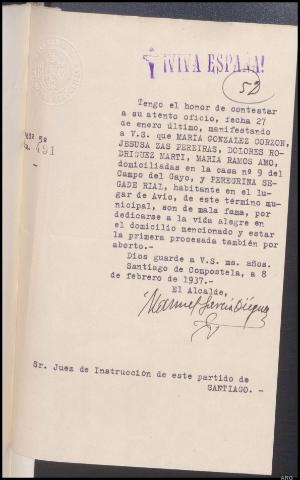 ¡VIVA ESPAÑA!
52
Tengo el honor de contestar
a su atento oficio, fecha 27
de enero último, manifestando
a V.S. que MARIA GONZALEZ CORZON,
JESUSA ZAS PEREIRAS, DOLORES RO-
DRIGUEZ MARTI, MARIA RAMOS AMO,
domiciliadas en la casa nº 9 del
Campo del Gayo, y PEREGRINA SE-
GADE RIAL, habitante en el lu-
gar de Avío, de este término mu-
nicipal, son de mala fama, por
dedicarse a la vida alegre en
el domicilio mencionado y estar
la primera procesada también por
aborto.-
Dios guarde a V.S. ms. años.
Santiago de Compostela, a 8
de febrero de 1937.-
El Alcalde,
Manuel García Diéguez
Sr. Juez de Instrucción de este partido de
SANTIAGO.-
491